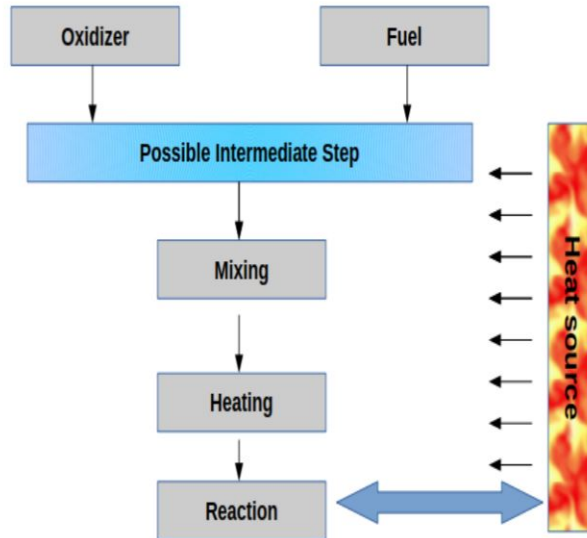 Oxidizer
Fuel
Possible Intermediate Step
Mixing
Heating
Reaction
Heat source